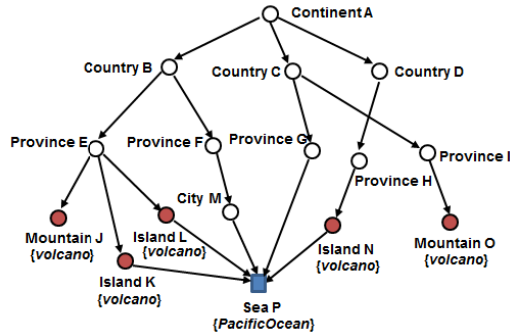 Continent A
Country B
Country C
Country D
Province E
Province F
Province G
Province I
Province H
City M
Mountain J
{volcano}
Island L
{volcano}
Island N
{volcano}
Mountain O
{volcano}
Island K
{volcano}
Sea P
{PacificOcean}